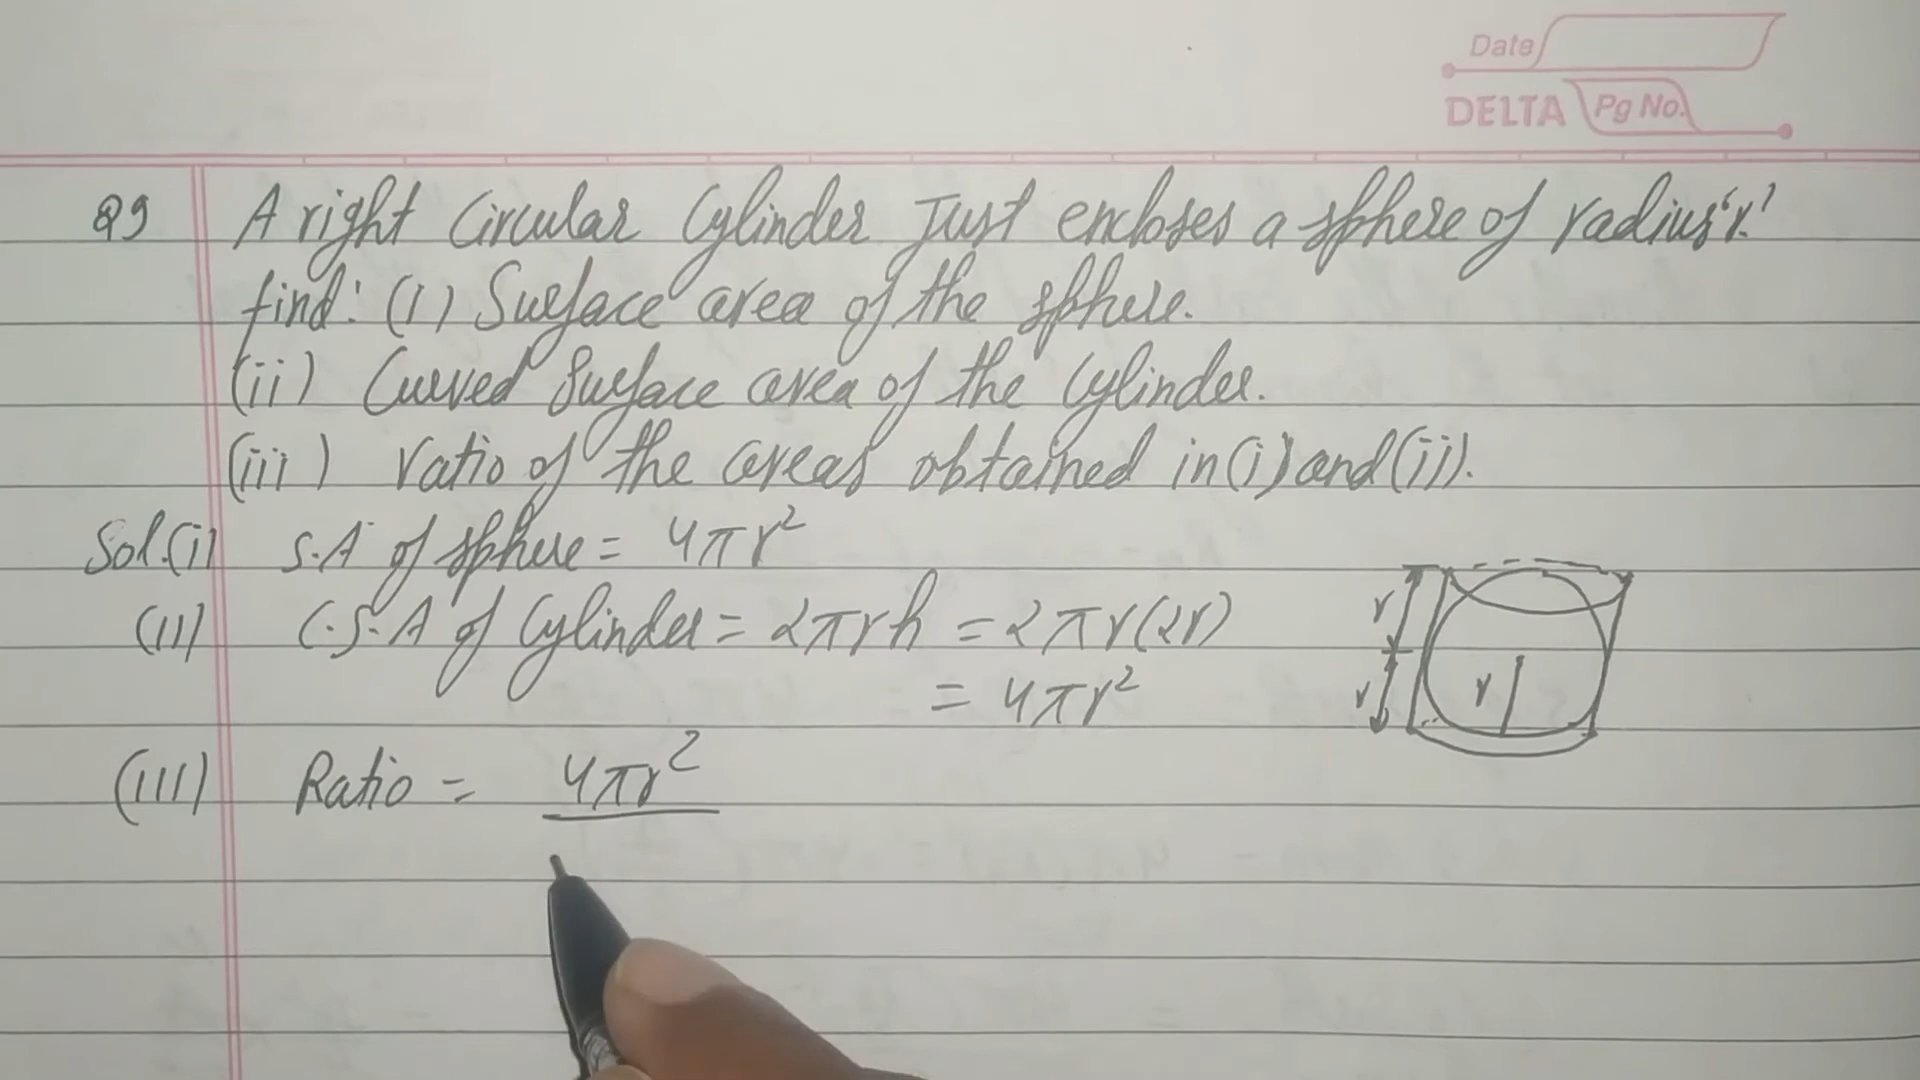 Date
DELTA Pg No.
Q9 A right Circular Cylinder Just encloses a sphere of radius 'r.'
find: (i) Surface area of the sphere.
(ii) Curved Surface area of the Cylinder.
(iii) ratio of the areas obtained in (i) and (ii).
Sol.(i) S.A of sphere = 4πr²
(ii) C.S.A of Cylinder = 2πrh = 2πr(2r)
= 4πr²
(iii) Ratio = 4πr²
r
r
r